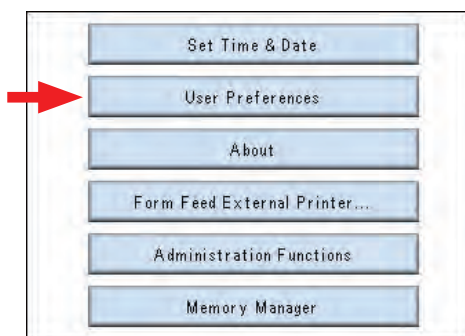 Set Time & Date
User Preferences
About
Form Feed External Printer...
Administration Functions
Memory Manager